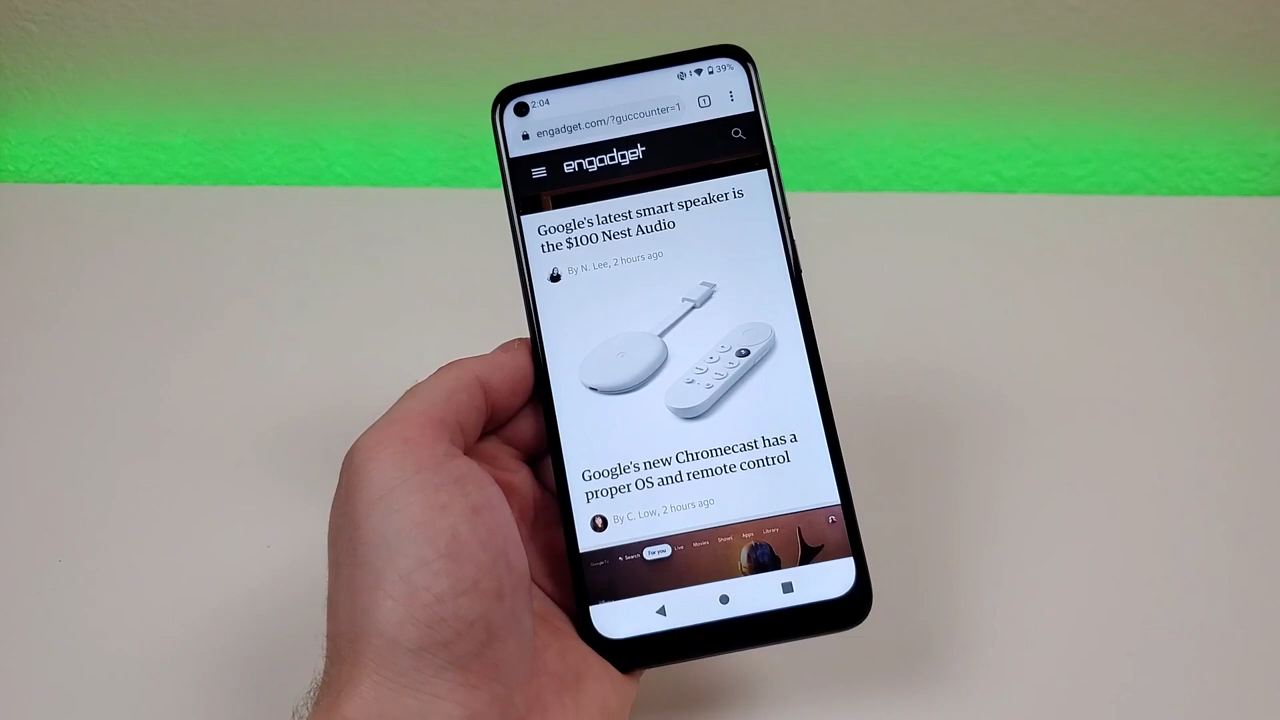 2:04
39%
engadget.com/?guccounter=1
1
engadget
Google's latest smart speaker is
the $100 Nest Audio
By N. Lee, 2 hours ago
Google's new Chromecast has a
proper OS and remote control
By C. Low, 2 hours ago
Search For you Live Movies Shows Apps Library